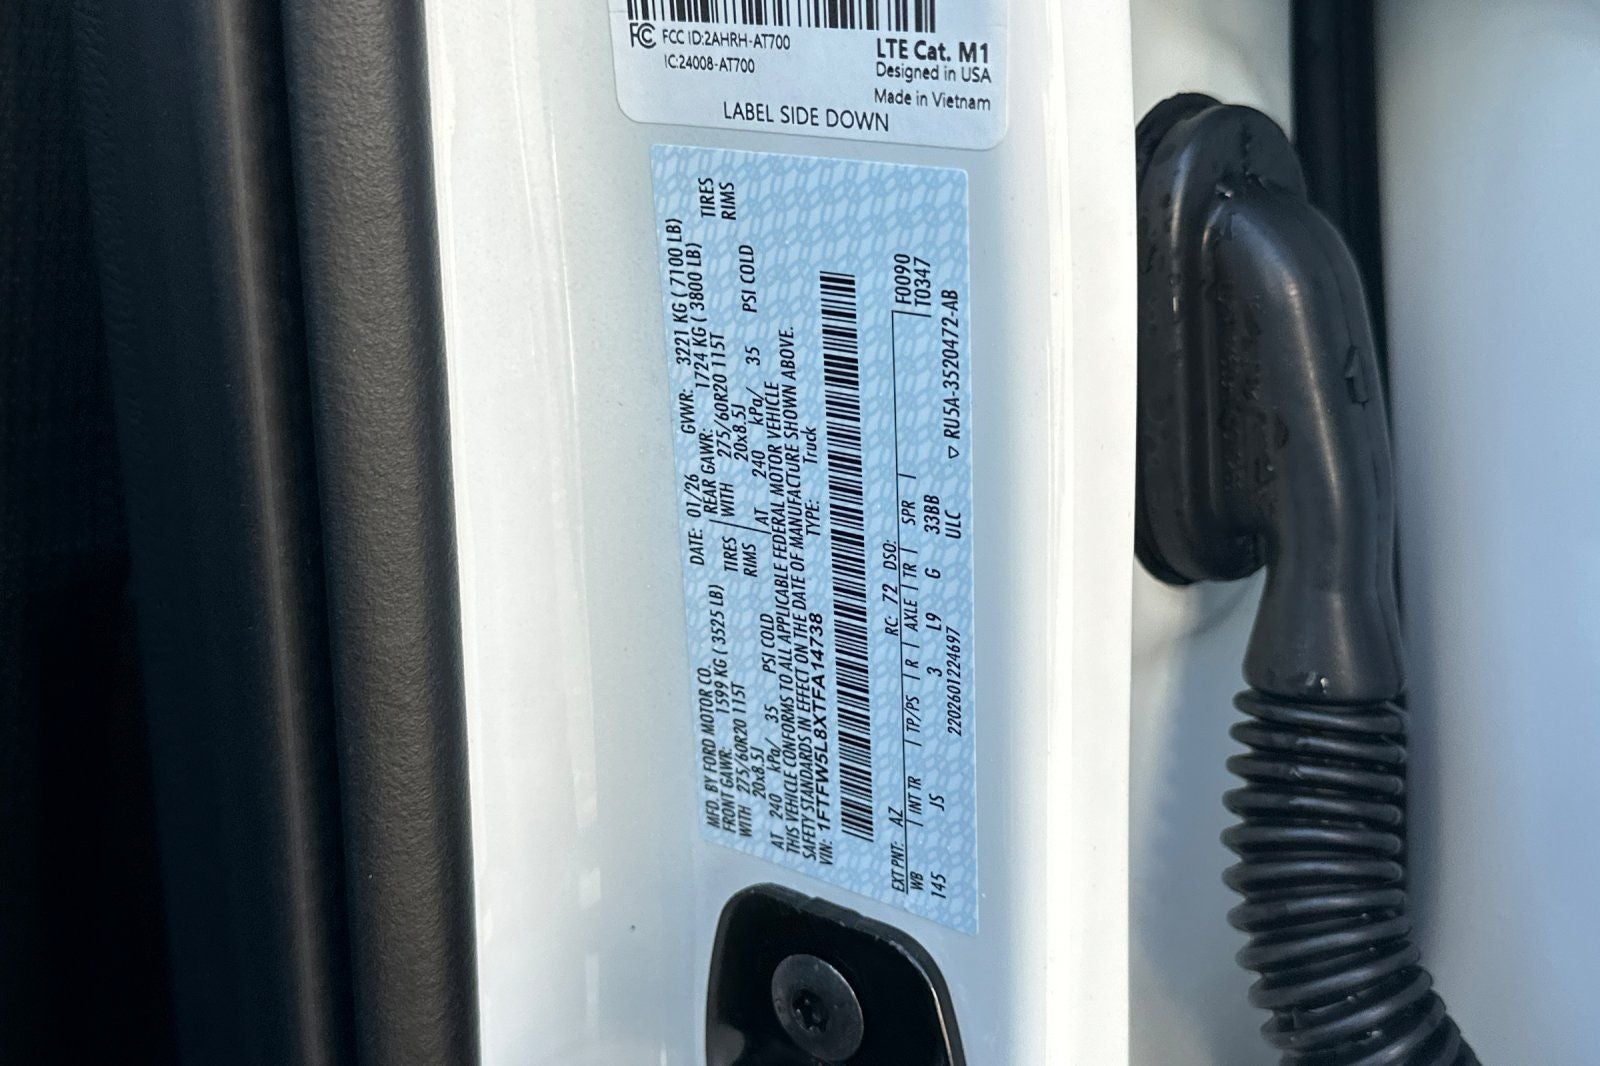 FCC ID:2AHRH-AT700
IC:24008-AT700
LTE Cat. M1
Designed in USA
Made in Vietnam
LABEL SIDE DOWN
MFD. BY FORD MOTOR CO.
DATE: 01/26 GVWR: 3221 KG ( 7100 LB)
FRONT GAWR: 1599 KG ( 3525 LB)
REAR GAWR: 1724 KG ( 3800 LB)
WITH 275/60R20 115T TIRES
WITH 275/60R20 115T TIRES
20x8.5J RIMS
20x8.5J RIMS
AT 240 kPa/ 35 PSI COLD
AT 240 kPa/ 35 PSI COLD
THIS VEHICLE CONFORMS TO ALL APPLICABLE FEDERAL MOTOR VEHICLE
SAFETY STANDARDS IN EFFECT ON THE DATE OF MANUFACTURE SHOWN ABOVE.
VIN: 1FTFW5L8XTFA14738 TYPE: Truck
EXT PNT: AZ RC: 72 DSO: F0090
WB INT TR TP/PS R AXLE TR SPR T0347
145 JS 3 L9 G 33BB
2202601224697 ULC ▽ RU5A-3520472-AB